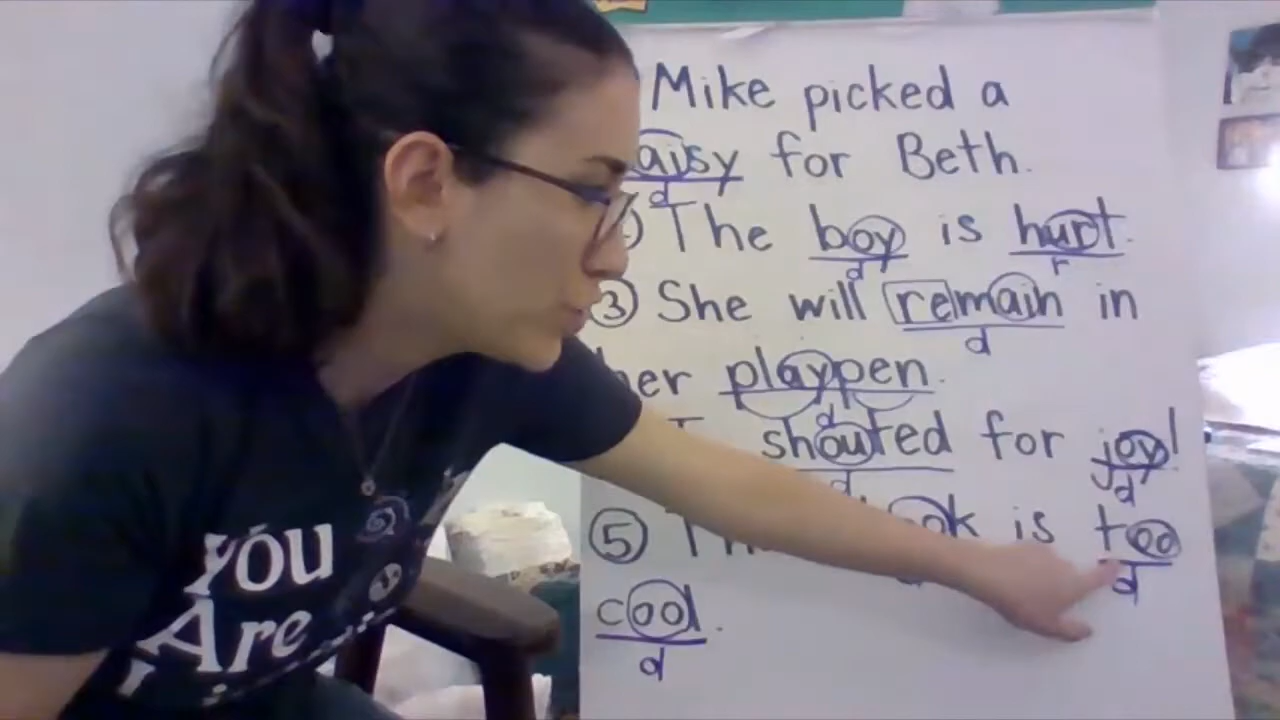 Mike picked a
aisy for Beth.
The boy is hurt.
③ She will remain in
her playpen.
shouted for joy!
⑤ is too
cool.
d
d
r
d
d
d
d
d
d
You
Are